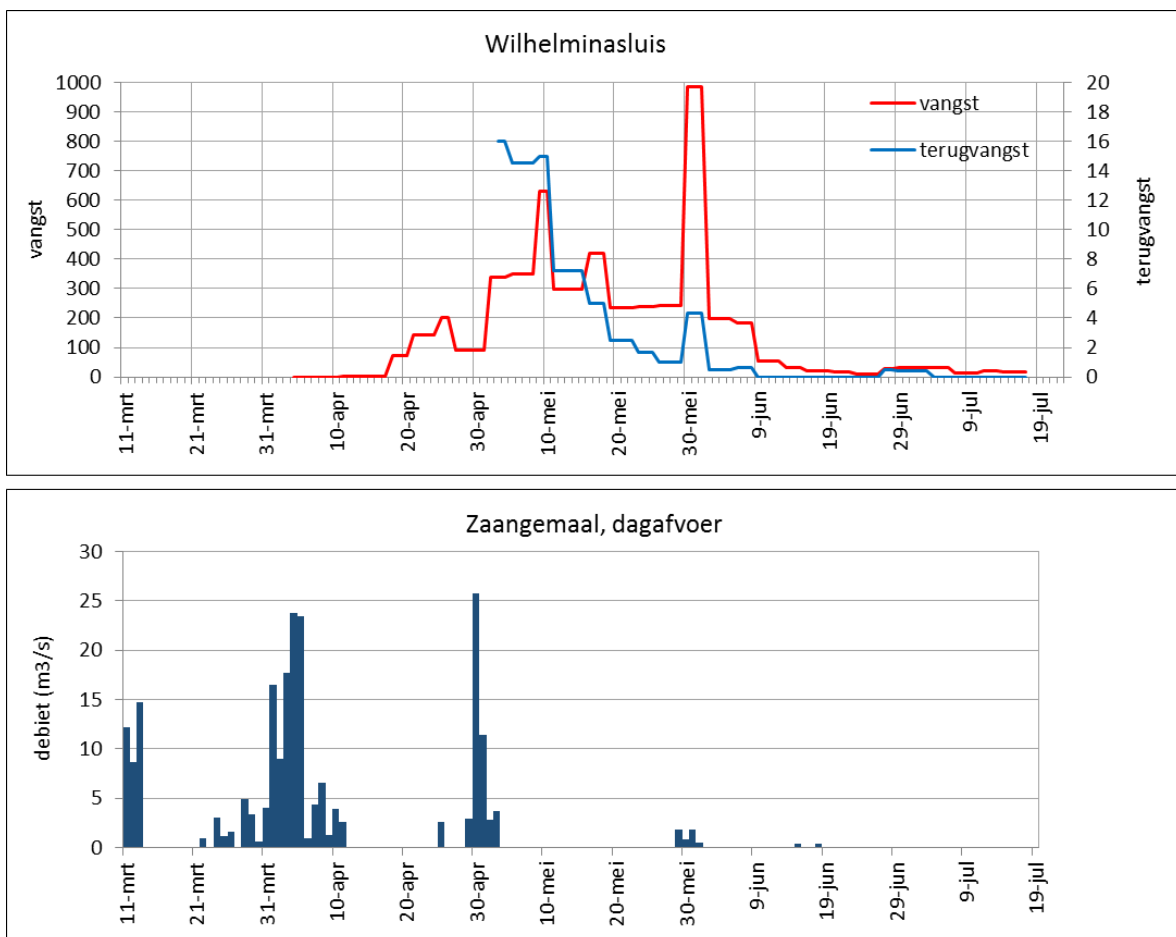 Wilhelminasluis
vangst
terugvangst
1000
900
800
700
600
500
400
300
200
100
0
20
18
16
14
12
10
8
6
4
2
0
vangst
terugvangst
11-mrt
21-mrt
31-mrt
10-apr
20-apr
30-apr
10-mei
20-mei
30-mei
9-jun
19-jun
29-jun
9-jul
19-jul
Zaangemaal, dagafvoer
debiet (m3/s)
30
25
20
15
10
5
0
11-mrt
21-mrt
31-mrt
10-apr
20-apr
30-apr
10-mei
20-mei
30-mei
9-jun
19-jun
29-jun
9-jul
19-jul